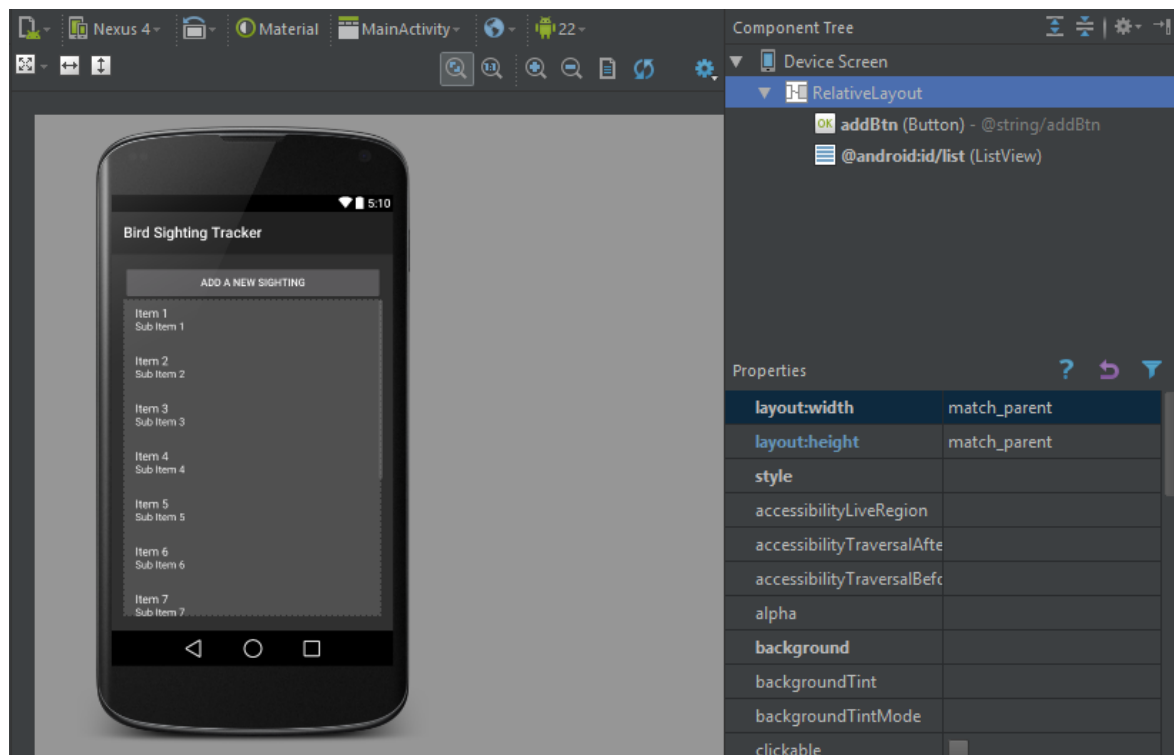 Nexus 4
Material
MainActivity
22
1:1
5:10
Bird Sighting Tracker
ADD A NEW SIGHTING
Item 1
Sub Item 1
Item 2
Sub Item 2
Item 3
Sub Item 3
Item 4
Sub Item 4
Item 5
Sub Item 5
Item 6
Sub Item 6
Item 7
Sub Item 7
Component Tree
Device Screen
RelativeLayout
OK addBtn (Button) - @string/addBtn
@android:id/list (ListView)
Properties
?
layout:width match_parent
layout:height match_parent
style
accessibilityLiveRegion
accessibilityTraversalAfte
accessibilityTraversalBefo
alpha
background
backgroundTint
backgroundTintMode
clickable